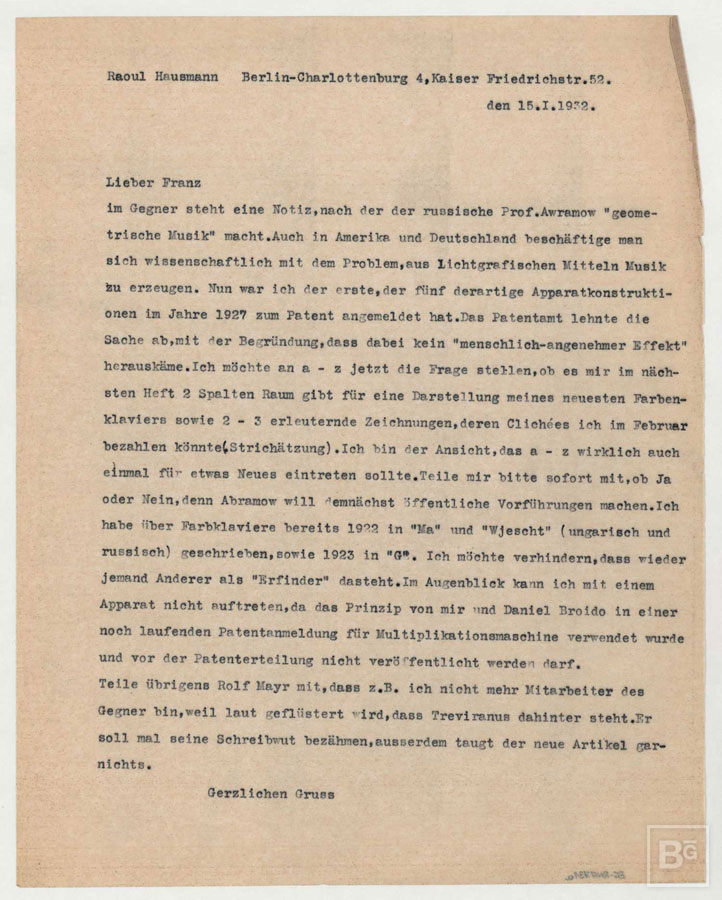 Raoul Hausmann Berlin-Charlottenburg 4,Kaiser Friedrichstr.52.
den 15.I.1932.
Lieber Franz
im Gegner steht eine Notiz,nach der der russische Prof.Awramow "geome-
trische Musik" macht.Auch in Amerika und Deutschland beschäftige man
sich wissenschaftlich mit dem Problem,aus Lichtgrafischen Mitteln Musik
zu erzeugen. Nun war ich der erste,der fünf derartige Apparatkonstrukti-
onen im Jahre 1927 zum Patent angemeldet hat.Das Patentamt lehnte die
Sache ab,mit der Begründung,dass dabei kein "menschlich-angenehmer Effekt"
herauskäme.Ich möchte an a - z jetzt die Frage stellen,ob es mir im näch-
sten Heft 2 Spalten Raum gibt für eine Darstellung meines neuesten Farben-
klaviers sowie 2 - 3 erleuternde Zeichnungen,deren Clichées ich im Februar
bezahlen könnte(Strichätzung).Ich bin der Ansicht,das a - z wirklich auch
einmal für etwas Neues eintreten sollte.Teile mir bitte sofort mit,ob Ja
oder Nein,denn Abramow will demnächst öffentliche Vorführungen machen.Ich
habe über Farbklaviere bereits 1922 in "Ma" und "Wjescht" (ungarisch und
russisch) geschrieben,sowie 1923 in "G". Ich möchte verhindern,dass wieder
jemand Anderer als "Erfinder" dasteht.Im Augenblick kann ich mit einem
Apparat nicht auftreten,da das Prinzip von mir und Daniel Broido in einer
noch laufenden Patentanmeldung für Multiplikationsmaschine verwendet wurde
und vor der Patenterteilung nicht veröffentlicht werden darf.
Teile übrigens Rolf Mayr mit,dass z.B. ich nicht mehr Mitarbeiter des
Gegner bin,weil laut geflüstert wird,dass Treviranus dahinter steht.Er
soll mal seine Schreibwut bezähmen,ausserdem taugt der neue Artikel gar-
nichts.
Gerzlichen Gruss
BG